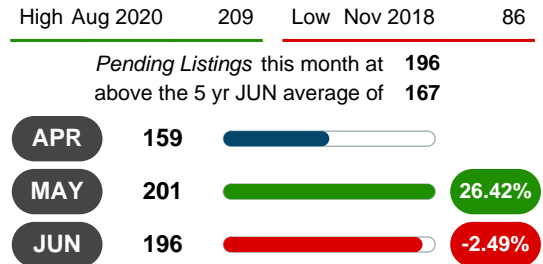 High Aug 2020 209 Low Nov 2018 86
Pending Listings this month at 196
above the 5 yr JUN average of 167
APR 159
MAY 201 26.42%
JUN 196 -2.49%